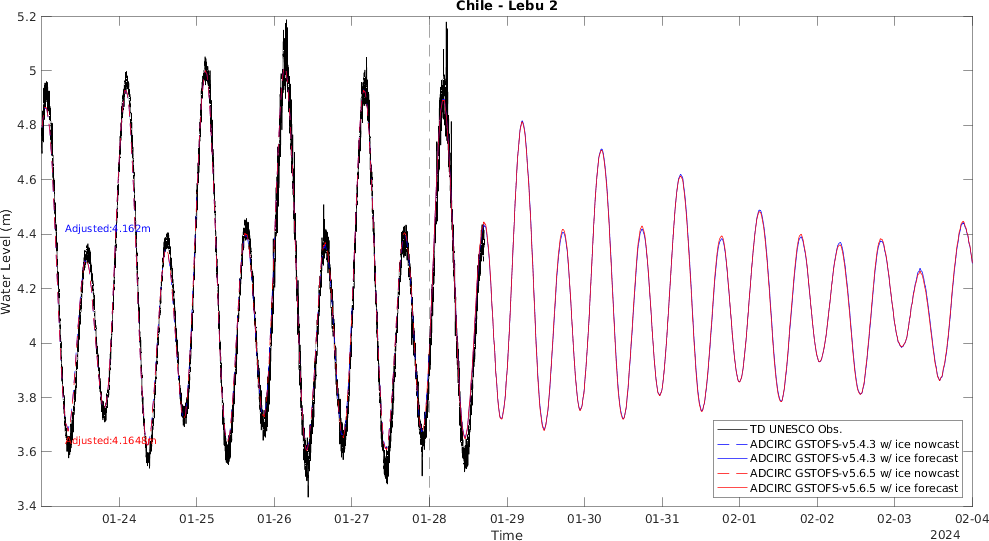 Chile - Lebu 2
5.2
5
4.8
4.6
4.4
4.2
4
3.8
3.6
3.4
Water Level (m)
Adjusted:4.162m
Adjusted:4.1648m
TD UNESCO Obs.
ADCIRC GSTOFS-v5.4.3 w/ ice nowcast
ADCIRC GSTOFS-v5.4.3 w/ ice forecast
ADCIRC GSTOFS-v5.6.5 w/ ice nowcast
ADCIRC GSTOFS-v5.6.5 w/ ice forecast
01-24 01-25 01-26 01-27 01-28 01-29 01-30 01-31 02-01 02-02 02-03 02-04
Time
2024